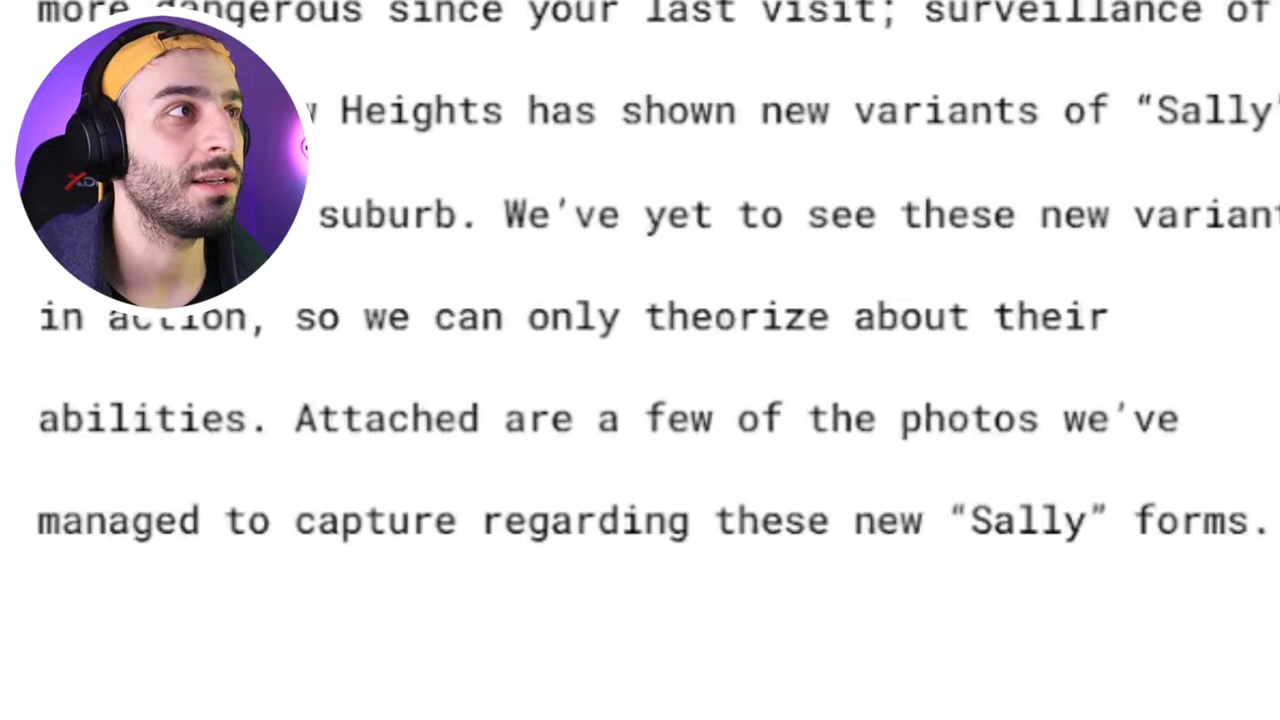 more dangerous since your last visit; surveillance of
Heights has shown new variants of “Sally”
suburb. We’ve yet to see these new variant
in action, so we can only theorize about their
abilities. Attached are a few of the photos we’ve
managed to capture regarding these new “Sally” forms.